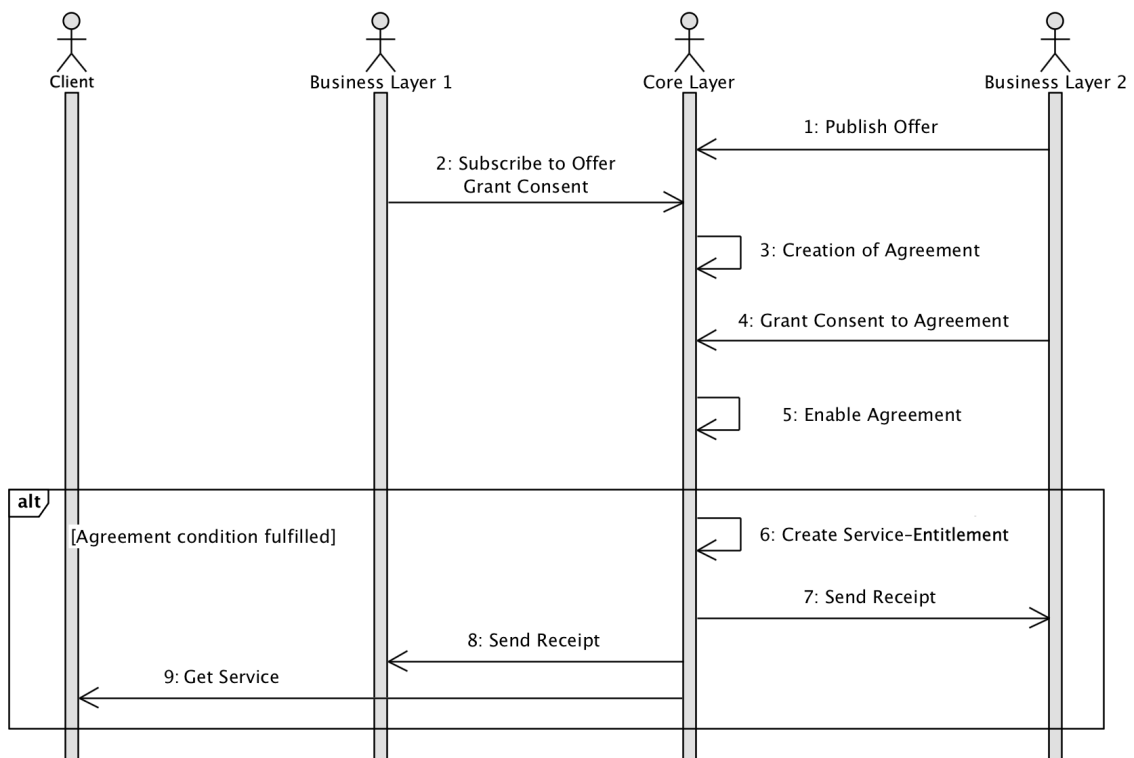 Client
Business Layer 1
Core Layer
Business Layer 2
1: Publish Offer
2: Subscribe to Offer
Grant Consent
3: Creation of Agreement
4: Grant Consent to Agreement
5: Enable Agreement
alt
[Agreement condition fulfilled]
6: Create Service-Entitlement
7: Send Receipt
8: Send Receipt
9: Get Service